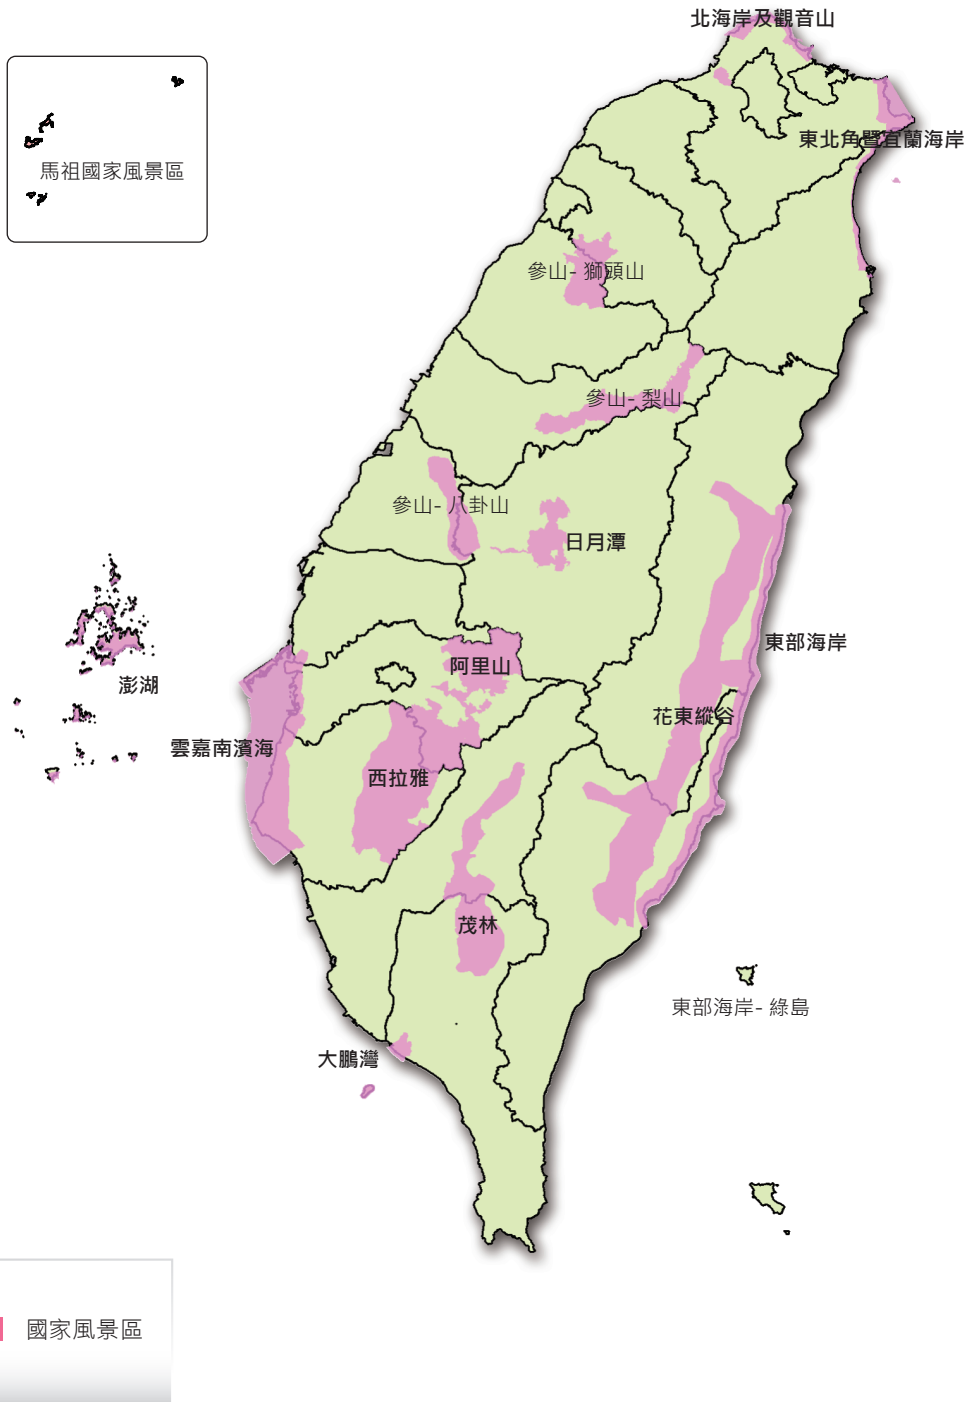 北海岸及觀音山
東北角暨宜蘭海岸
馬祖國家風景區
參山- 獅頭山
參山- 梨山
參山- 八卦山
日月潭
東部海岸
阿里山
澎湖
花東縱谷
雲嘉南濱海
西拉雅
茂林
東部海岸- 綠島
大鵬灣
國家風景區